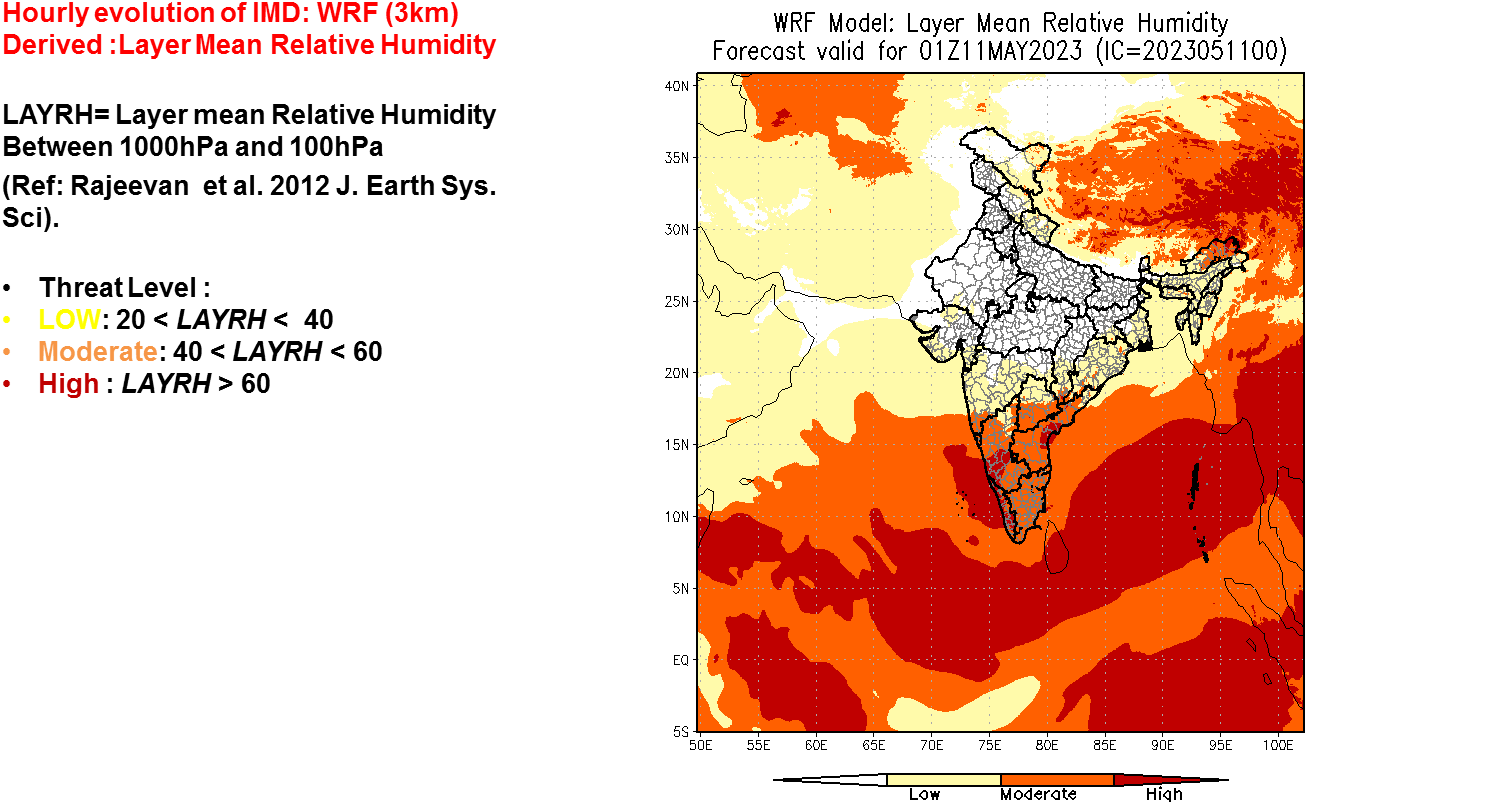 Hourly evolution of IMD: WRF (3km)
Derived :Layer Mean Relative Humidity
LAYRH= Layer mean Relative Humidity
Between 1000hPa and 100hPa
(Ref: Rajeevan et al. 2012 J. Earth Sys.
Sci).
• Threat Level :
• LOW: 20 < LAYRH < 40
• Moderate: 40 < LAYRH < 60
• High : LAYRH > 60
WRF Model: Layer Mean Relative Humidity
Forecast valid for 01Z11MAY2023 (IC=2023051100)
40N
35N
30N
25N
20N
15N
10N
5N
EQ
5S
50E 55E 60E 65E 70E 75E 80E 85E 90E 95E 100E
Low Moderate High